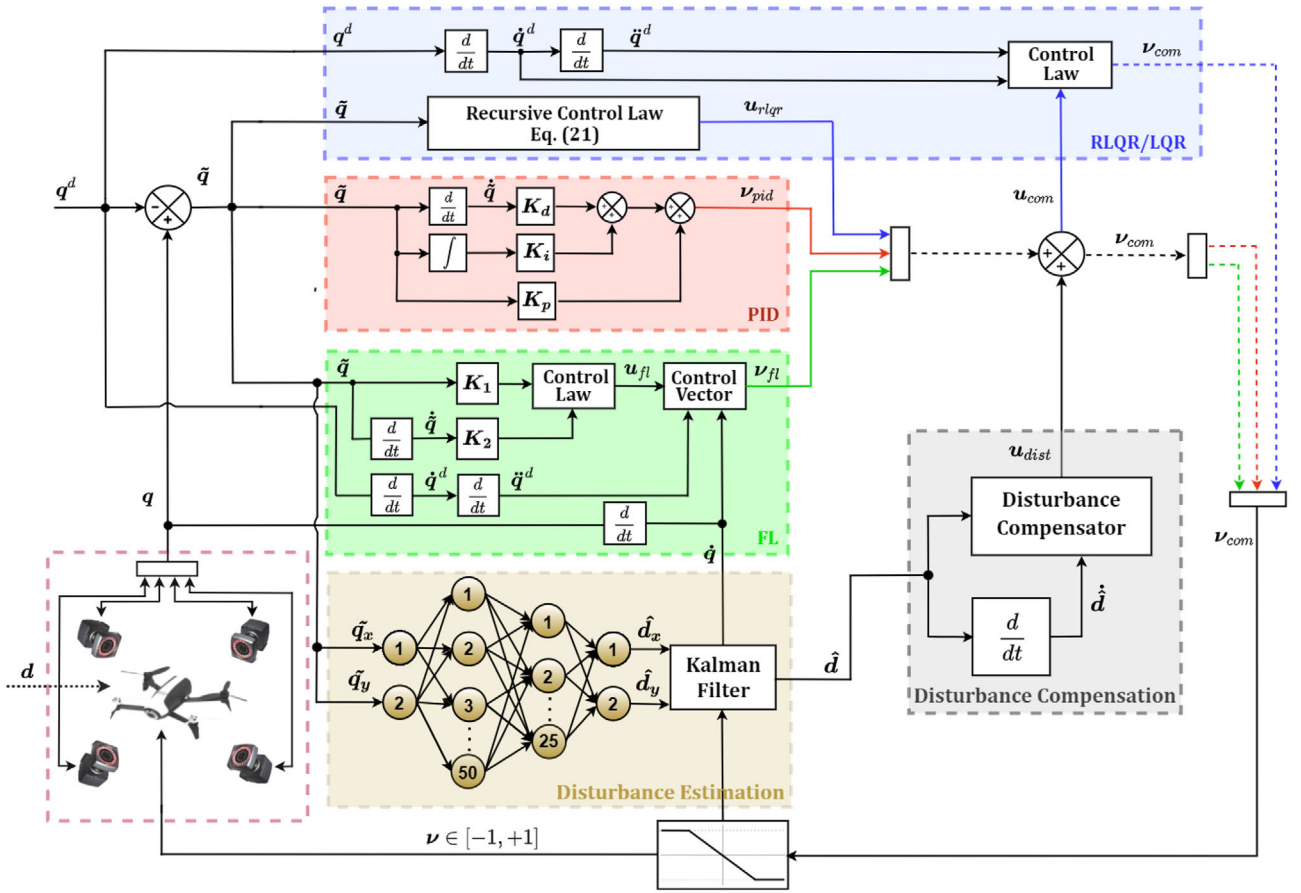 q^d
d/dt
q̇^d
d/dt
q̈^d
Control
Law
ν_com
q̃
Recursive Control Law
Eq. (21)
u_rlqr
RLQR/LQR
q^d
q̃
-
+
q̃
d/dt
q̃̇
K_d
+
+
+
+
ν_pid
∫
K_i
K_p
PID
u_com
+
+
ν_com
q̃
K_1
Control
Law
u_fl
Control
Vector
ν_fl
d/dt
q̃̇
K_2
d/dt
q̇^d
d/dt
q̈^d
d/dt
FL
q
q̇
u_dist
Disturbance
Compensator
d̂̇
d/dt
Disturbance Compensation
ν_com
d
q̃_x
q̃_y
1
2
1
2
3
50
1
2
25
1
2
d̂_x
d̂_y
Kalman
Filter
d̂
Disturbance Estimation
ν ∈ [-1, +1]